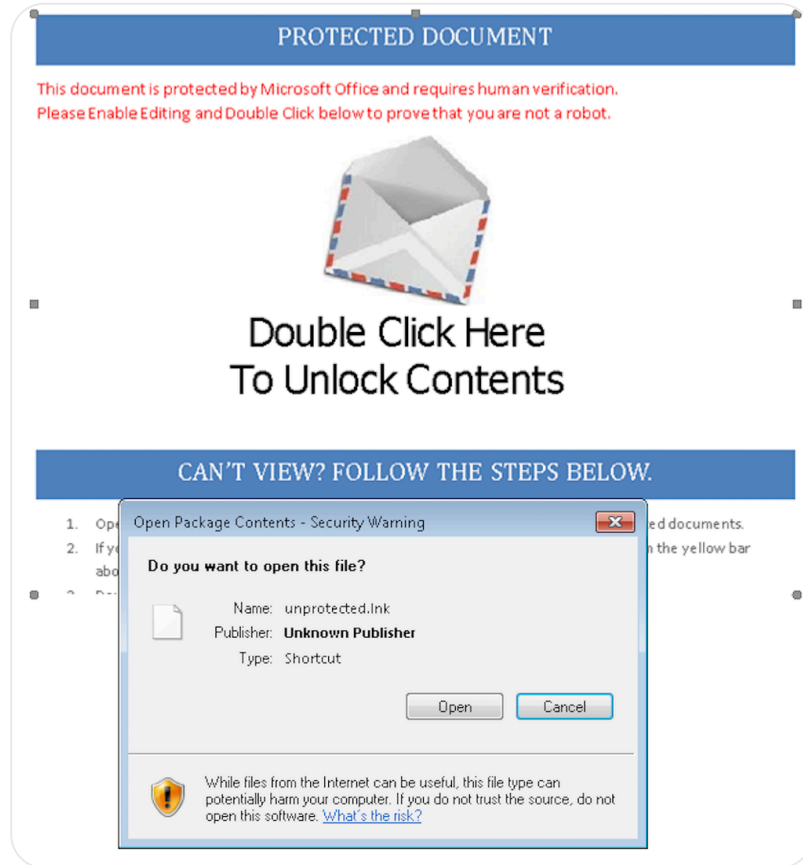 PROTECTED DOCUMENT
This document is protected by Microsoft Office and requires human verification.
Please Enable Editing and Double Click below to prove that you are not a robot.
Double Click Here
To Unlock Contents
CAN'T VIEW? FOLLOW THE STEPS BELOW.
1. Ope ed documents.
2. If yo n the yellow bar
abo
Open Package Contents - Security Warning
Do you want to open this file?
Name: unprotected.lnk
Publisher: Unknown Publisher
Type: Shortcut
Open Cancel
While files from the Internet can be useful, this file type can
potentially harm your computer. If you do not trust the source, do not
open this software. What's the risk?